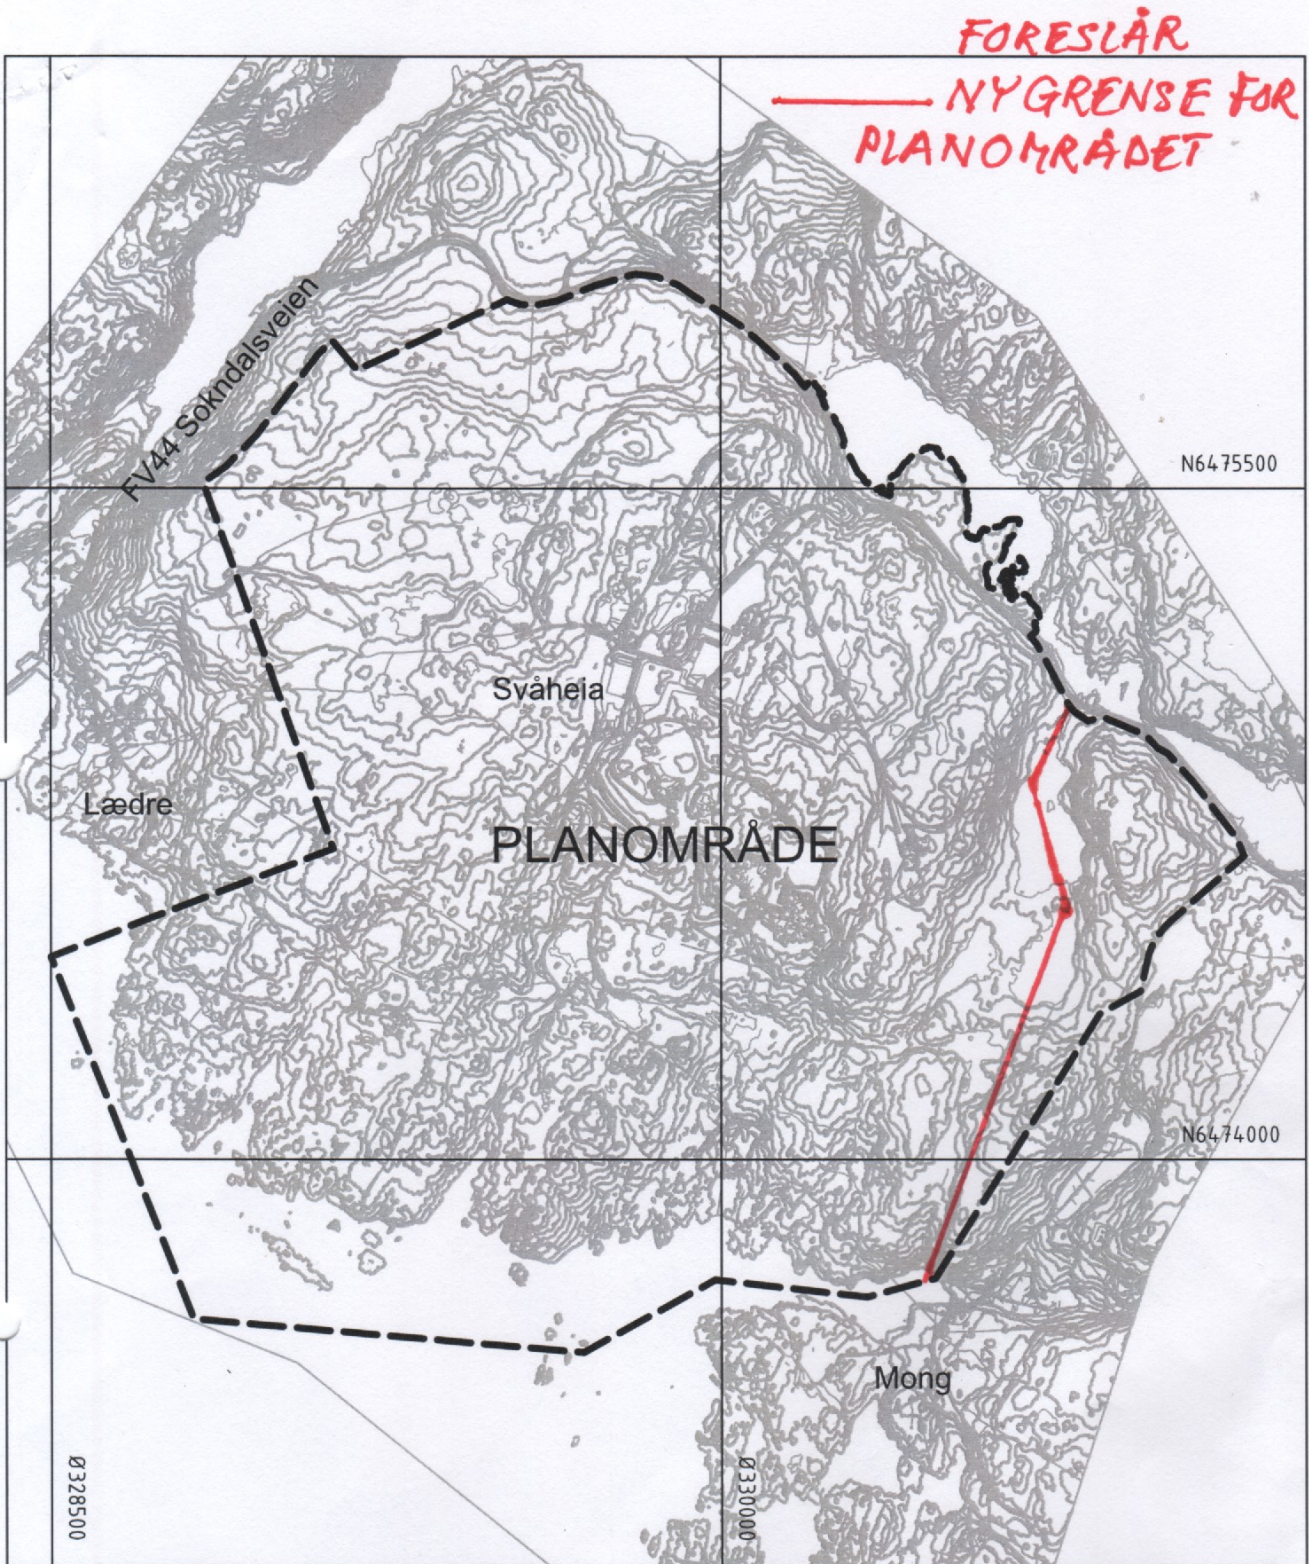 FORESLÅR
NY GRENSE FOR
PLANOMRÅDET
FV44 Sokndalsveien
N6475500
Svåheia
Lædre
PLANOMRÅDE
N6474000
Mong
Ø328500
Ø330000